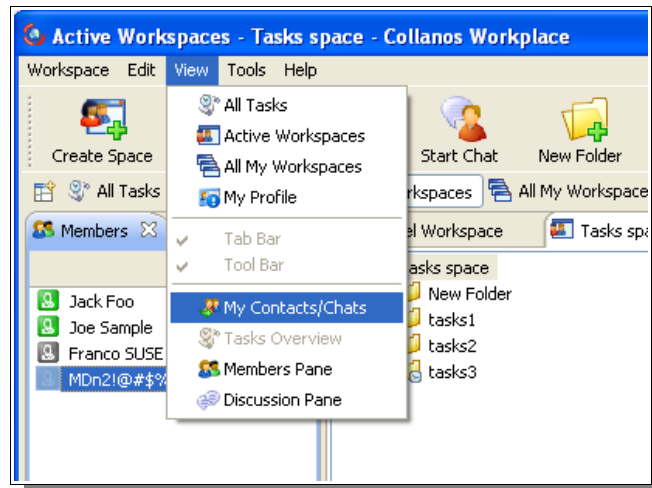 Active Workspaces - Tasks space - Collanos Workplace
Workspace Edit View Tools Help
Create Space
Start Chat
New Folder
All Tasks
rkspaces
All My Workspace
Members
el Workspace
Tasks spa
Jack Foo
Joe Sample
Franco SUSE
MDn2!@#$%
All Tasks
Active Workspaces
All My Workspaces
My Profile
Tab Bar
Tool Bar
My Contacts/Chats
Tasks Overview
Members Pane
Discussion Pane
asks space
New Folder
tasks1
tasks2
tasks3